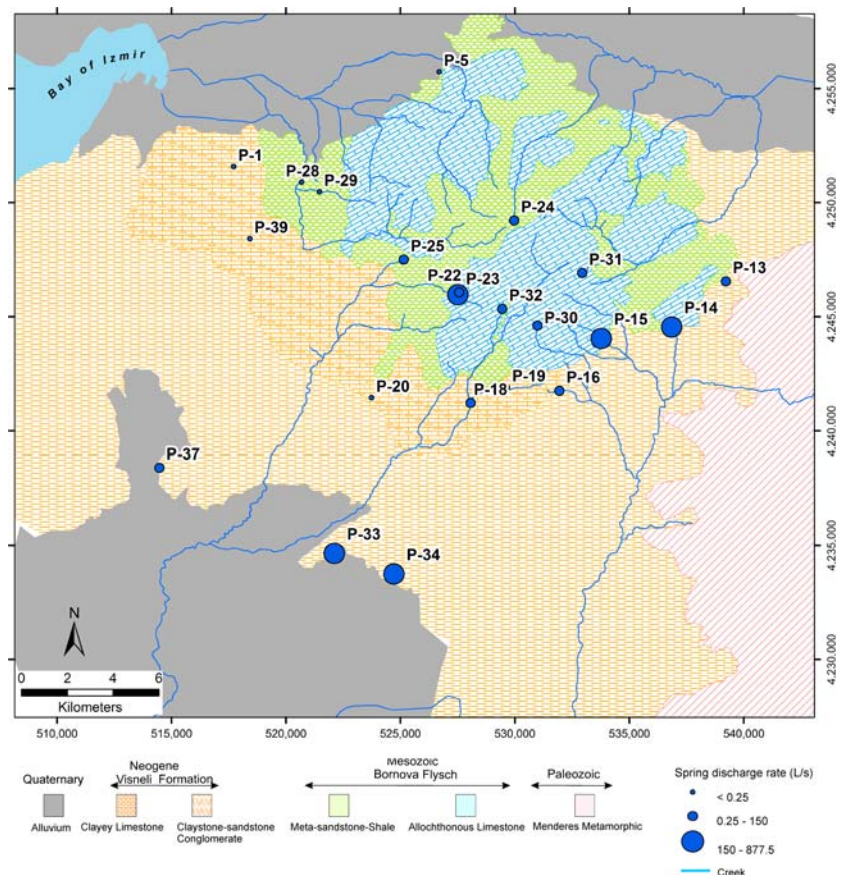 Bay of Izmir
P-5
P-1
P-28
P-29
P-24
P-39
P-25
P-31
P-13
P-22
P-23
P-32
P-14
P-30
P-15
P-20
P-19
P-16
P-18
P-37
P-33
P-34
4.255.000
4.250.000
4.245.000
4.240.000
4.235.000
4.230.000
N
0 2 4 6
Kilometers
510,000 515,000 520,000 525,000 530,000 535,000 540,000
Quaternary
Alluvium
Neogene
Visneli Formation
Clayey Limestone
Claystone-sandstone
Conglomerate
Mesozoic
Bornova Flysch
Meta-sandstone-Shale
Allochthonous Limestone
Paleozoic
Menderes Metamorphic
Spring discharge rate (L/s)
< 0.25
0.25 - 150
150 - 877.5
Creek